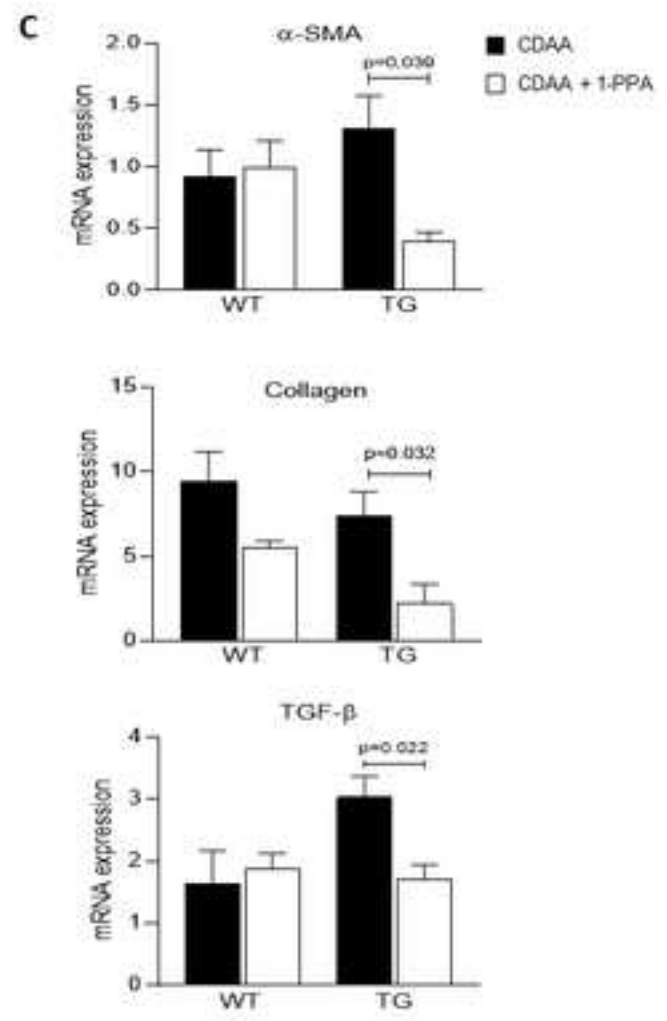 C
α-SMA
CDAA
CDAA + 1-PPA
p=0.039
2.0
1.5
1.0
0.5
0.0
mRNA expression
WT
TG
Collagen
p=0.032
15
10
5
0
mRNA expression
WT
TG
TGF-β
p=0.022
4
3
2
1
0
mRNA expression
WT
TG